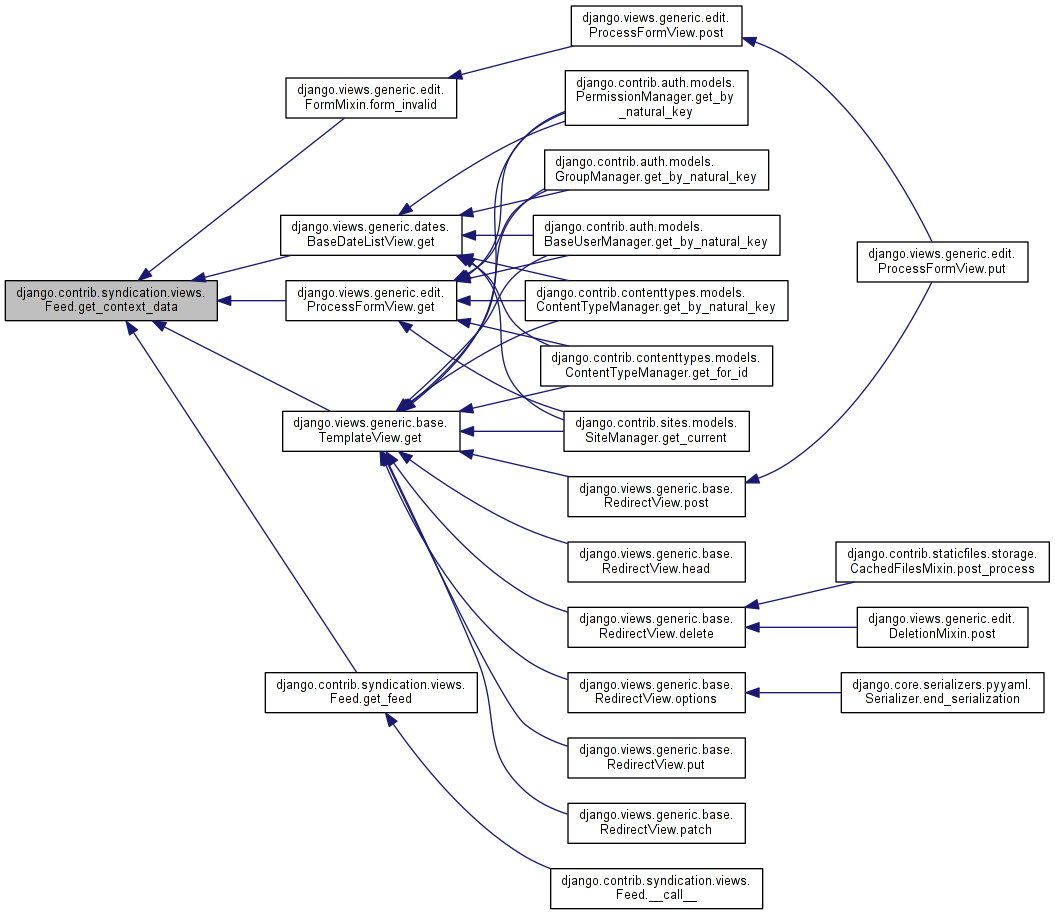 django.views.generic.edit.
ProcessFormView.post
django.contrib.auth.models.
PermissionManager.get_by
_natural_key
django.views.generic.edit.
FormMixin.form_invalid
django.contrib.auth.models.
GroupManager.get_by_natural_key
django.views.generic.dates.
BaseDateListView.get
django.contrib.auth.models.
BaseUserManager.get_by_natural_key
django.views.generic.edit.
ProcessFormView.put
django.contrib.syndication.views.
Feed.get_context_data
django.views.generic.edit.
ProcessFormView.get
django.contrib.contenttypes.models.
ContentTypeManager.get_by_natural_key
django.contrib.contenttypes.models.
ContentTypeManager.get_for_id
django.views.generic.base.
TemplateView.get
django.contrib.sites.models.
SiteManager.get_current
django.views.generic.base.
RedirectView.post
django.views.generic.base.
RedirectView.head
django.contrib.staticfiles.storage.
CachedFilesMixin.post_process
django.views.generic.base.
RedirectView.delete
django.views.generic.edit.
DeletionMixin.post
django.contrib.syndication.views.
Feed.get_feed
django.views.generic.base.
RedirectView.options
django.core.serializers.pyyaml.
Serializer.end_serialization
django.views.generic.base.
RedirectView.put
django.views.generic.base.
RedirectView.patch
django.contrib.syndication.views.
Feed.__call__